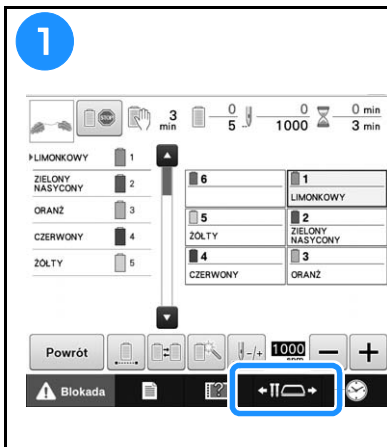 1
3 min
0 5
0 1000
0 min 3 min
LIMONKOWY 1
ZIELONY NASYCONY 2
ORANŻ 3
CZERWONY 4
ŻÓŁTY 5
6
1 LIMONKOWY
5 ŻÓŁTY
2 ZIELONY NASYCONY
4 CZERWONY
3 ORANŻ
Powrót
-/+
1000 spm
- +
Blokada
?